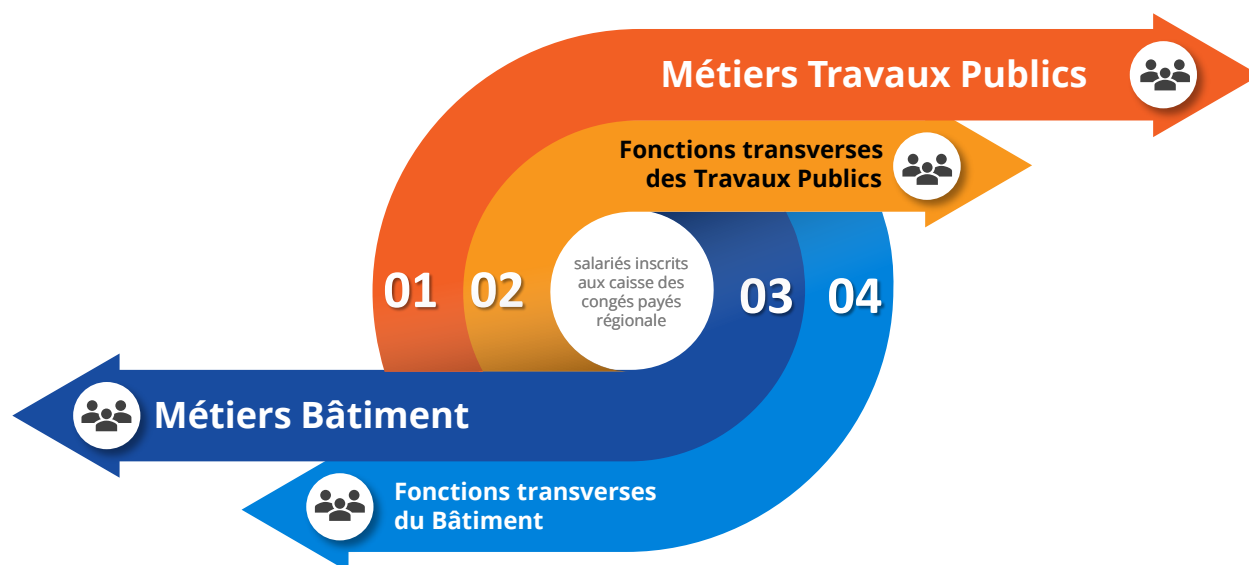 Métiers Travaux Publics
Fonctions transverses
des Travaux Publics
01
02
salariés inscrits
aux caisse des
congés payés
régionale
03
04
Métiers Bâtiment
Fonctions transverses
du Bâtiment